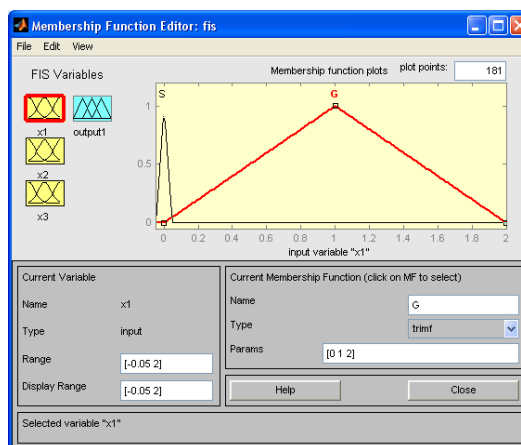 Membership Function Editor: fis
File Edit View
FIS Variables
Membership function plots plot points: 181
x1 output1
x2
x3
S G
1
0.5
0
0 0.2 0.4 0.6 0.8 1 1.2 1.4 1.6 1.8 2
input variable "x1"
Current Variable
Name x1
Type input
Range [-0.05 2]
Display Range [-0.05 2]
Current Membership Function (click on MF to select)
Name G
Type trimf
Params [0 1 2]
Help Close
Selected variable "x1"